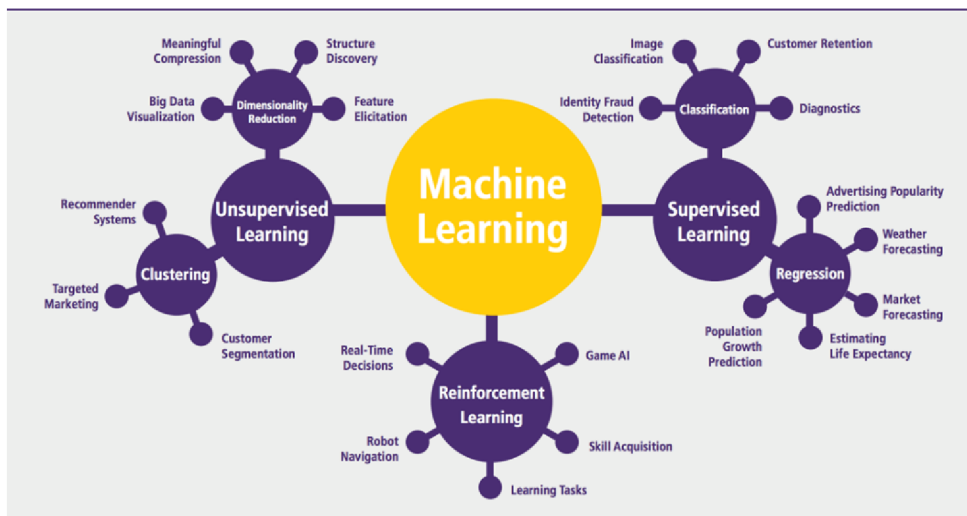 Machine
Learning
Unsupervised
Learning
Dimensionality
Reduction
Meaningful
Compression
Structure
Discovery
Big Data
Visualization
Feature
Elicitation
Clustering
Recommender
Systems
Targeted
Marketing
Customer
Segmentation
Supervised
Learning
Classification
Image
Classification
Customer Retention
Identity Fraud
Detection
Diagnostics
Regression
Advertising Popularity
Prediction
Weather
Forecasting
Market
Forecasting
Estimating
Life Expectancy
Population
Growth
Prediction
Reinforcement
Learning
Real-Time
Decisions
Game AI
Robot
Navigation
Skill Acquisition
Learning Tasks